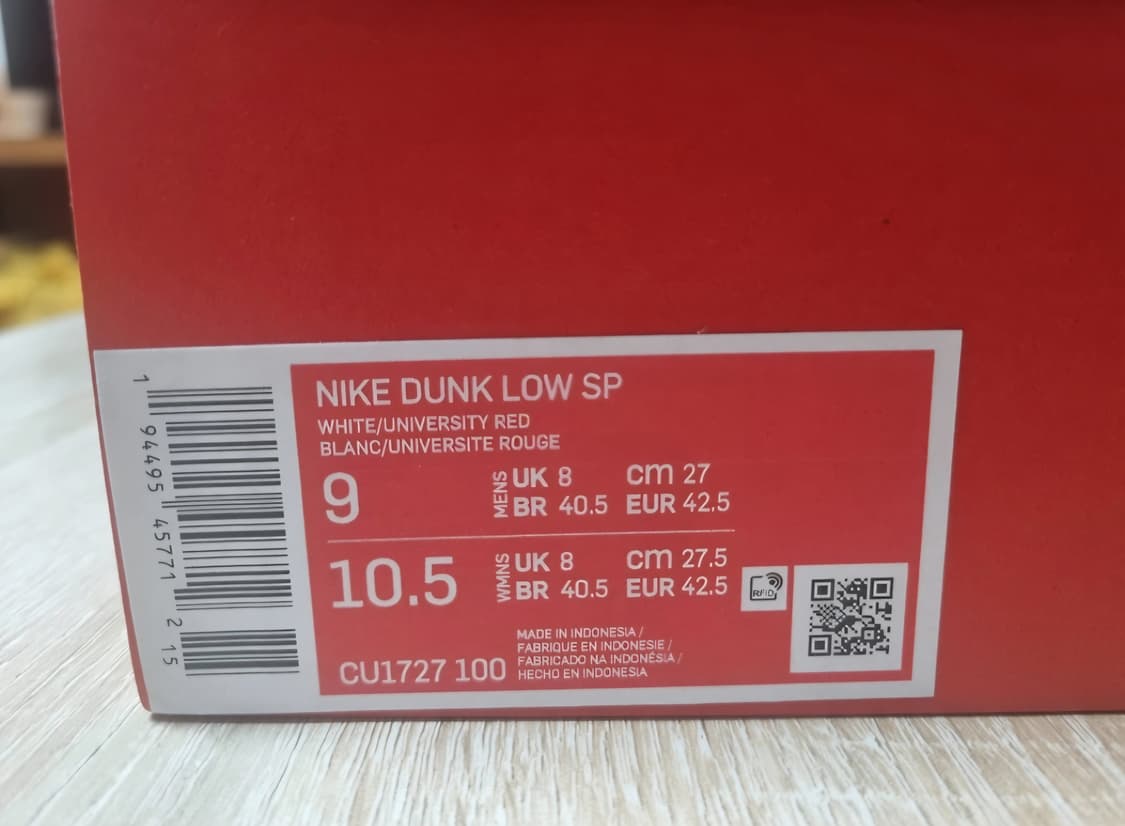 1 94495 45771 2 15
NIKE DUNK LOW SP
WHITE/UNIVERSITY RED
BLANC/UNIVERSITE ROUGE
9 MENS UK 8 cm 27
BR 40.5 EUR 42.5
10.5 WMNS UK 8 cm 27.5
BR 40.5 EUR 42.5
RFID
MADE IN INDONESIA /
FABRIQUE EN INDONESIE /
FABRICADO NA INDONÉSIA /
HECHO EN INDONESIA
CU1727 100